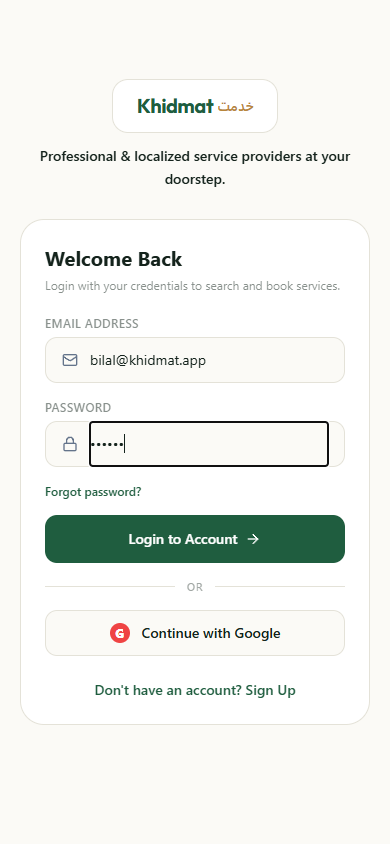 Khidmat خدمت
Professional & localized service providers at your
doorstep.
Welcome Back
Login with your credentials to search and book services.
EMAIL ADDRESS
bilal@khidmat.app
PASSWORD
••••••
Forgot password?
Login to Account →
OR
G Continue with Google
Don't have an account? Sign Up